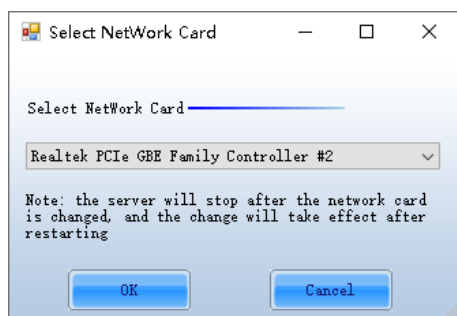 Select NetWork Card
Select NetWork Card
Realtek PCIe GBE Family Controller #2
Note: the server will stop after the network card
is changed, and the change will take effect after
restarting
OK
Cancel